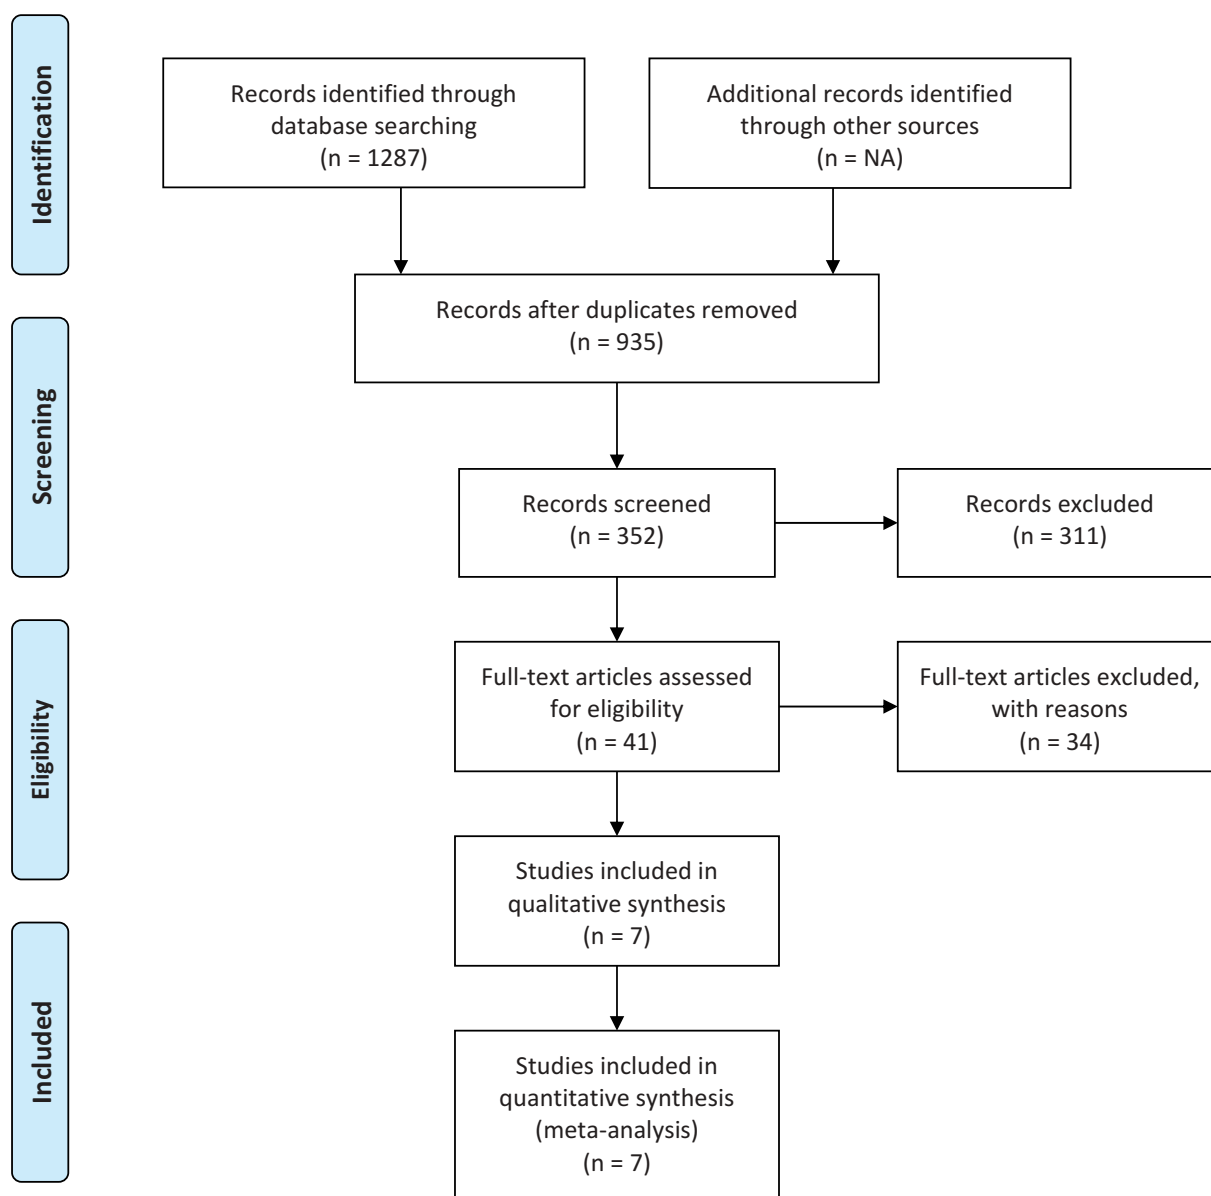 Identification
Records identified through
database searching
(n = 1287)
Additional records identified
through other sources
(n = NA)
Records after duplicates removed
(n = 935)
Screening
Records screened
(n = 352)
Records excluded
(n = 311)
Eligibility
Full-text articles assessed
for eligibility
(n = 41)
Full-text articles excluded,
with reasons
(n = 34)
Studies included in
qualitative synthesis
(n = 7)
Included
Studies included in
quantitative synthesis
(meta-analysis)
(n = 7)